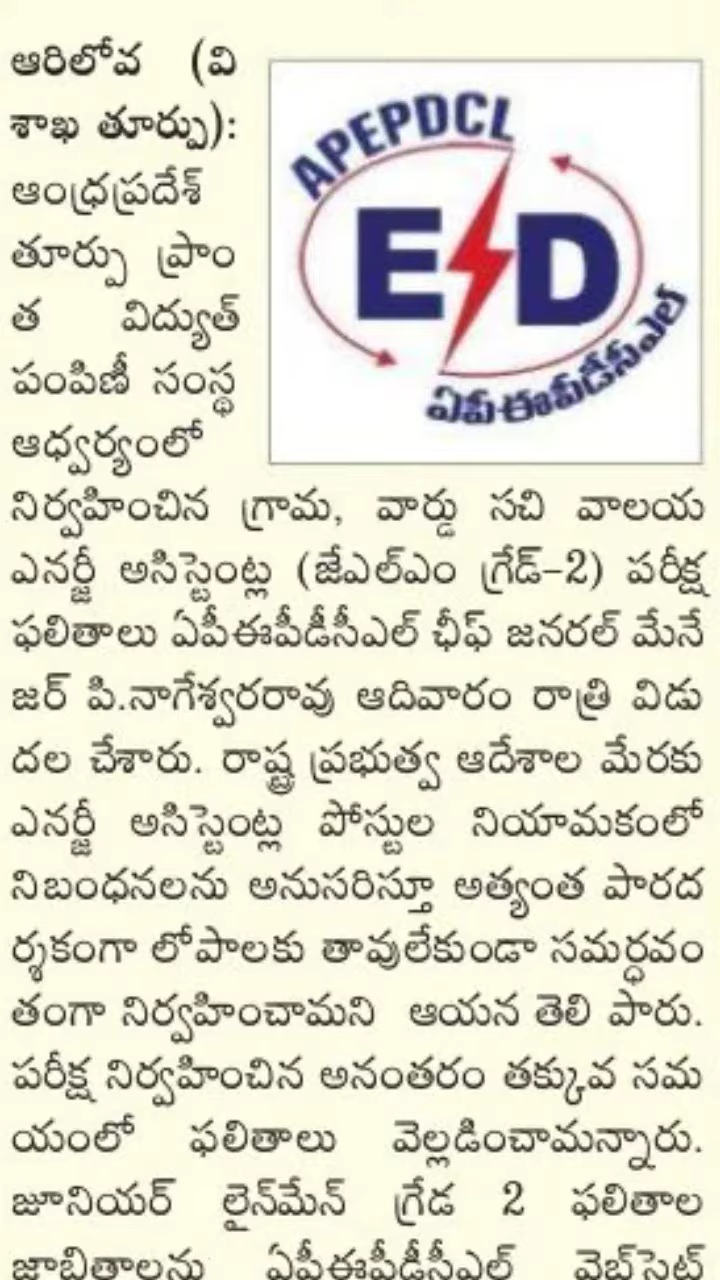 ఆరిలోవ (వి
శాఖ తూర్పు):
ఆంధ్రప్రదేశ్
తూర్పు ప్రాం
త విద్యుత్
పంపిణీ సంస్థ
ఆధ్వర్యంలో
APEPDCL
E D
ఏపీఈపీడీసీఎల్
నిర్వహించిన గ్రామ, వార్డు సచి వాలయ
ఎనర్జీ అసిస్టెంట్ల (జేఎల్ఎం గ్రేడ్-2) పరీక్ష
ఫలితాలు ఏపీఈపీడీసీఎల్ ఛీఫ్ జనరల్ మేనే
జర్ పి.నాగేశ్వరరావు ఆదివారం రాత్రి విడు
దల చేశారు. రాష్ట్ర ప్రభుత్వ ఆదేశాల మేరకు
ఎనర్జీ అసిస్టెంట్ల పోస్టుల నియామకంలో
నిబంధనలను అనుసరిస్తూ అత్యంత పారద
ర్శకంగా లోపాలకు తావులేకుండా సమర్ధవం
తంగా నిర్వహించామని ఆయన తెలి పారు.
పరీక్ష నిర్వహించిన అనంతరం తక్కువ సమ
యంలో ఫలితాలు వెల్లడించామన్నారు.
జూనియర్ లైన్‌మేన్ గ్రేడ 2 ఫలితాల
జాబితాలను ఏపీఈపీడీసీఎల్ వెబ్‌సైట్